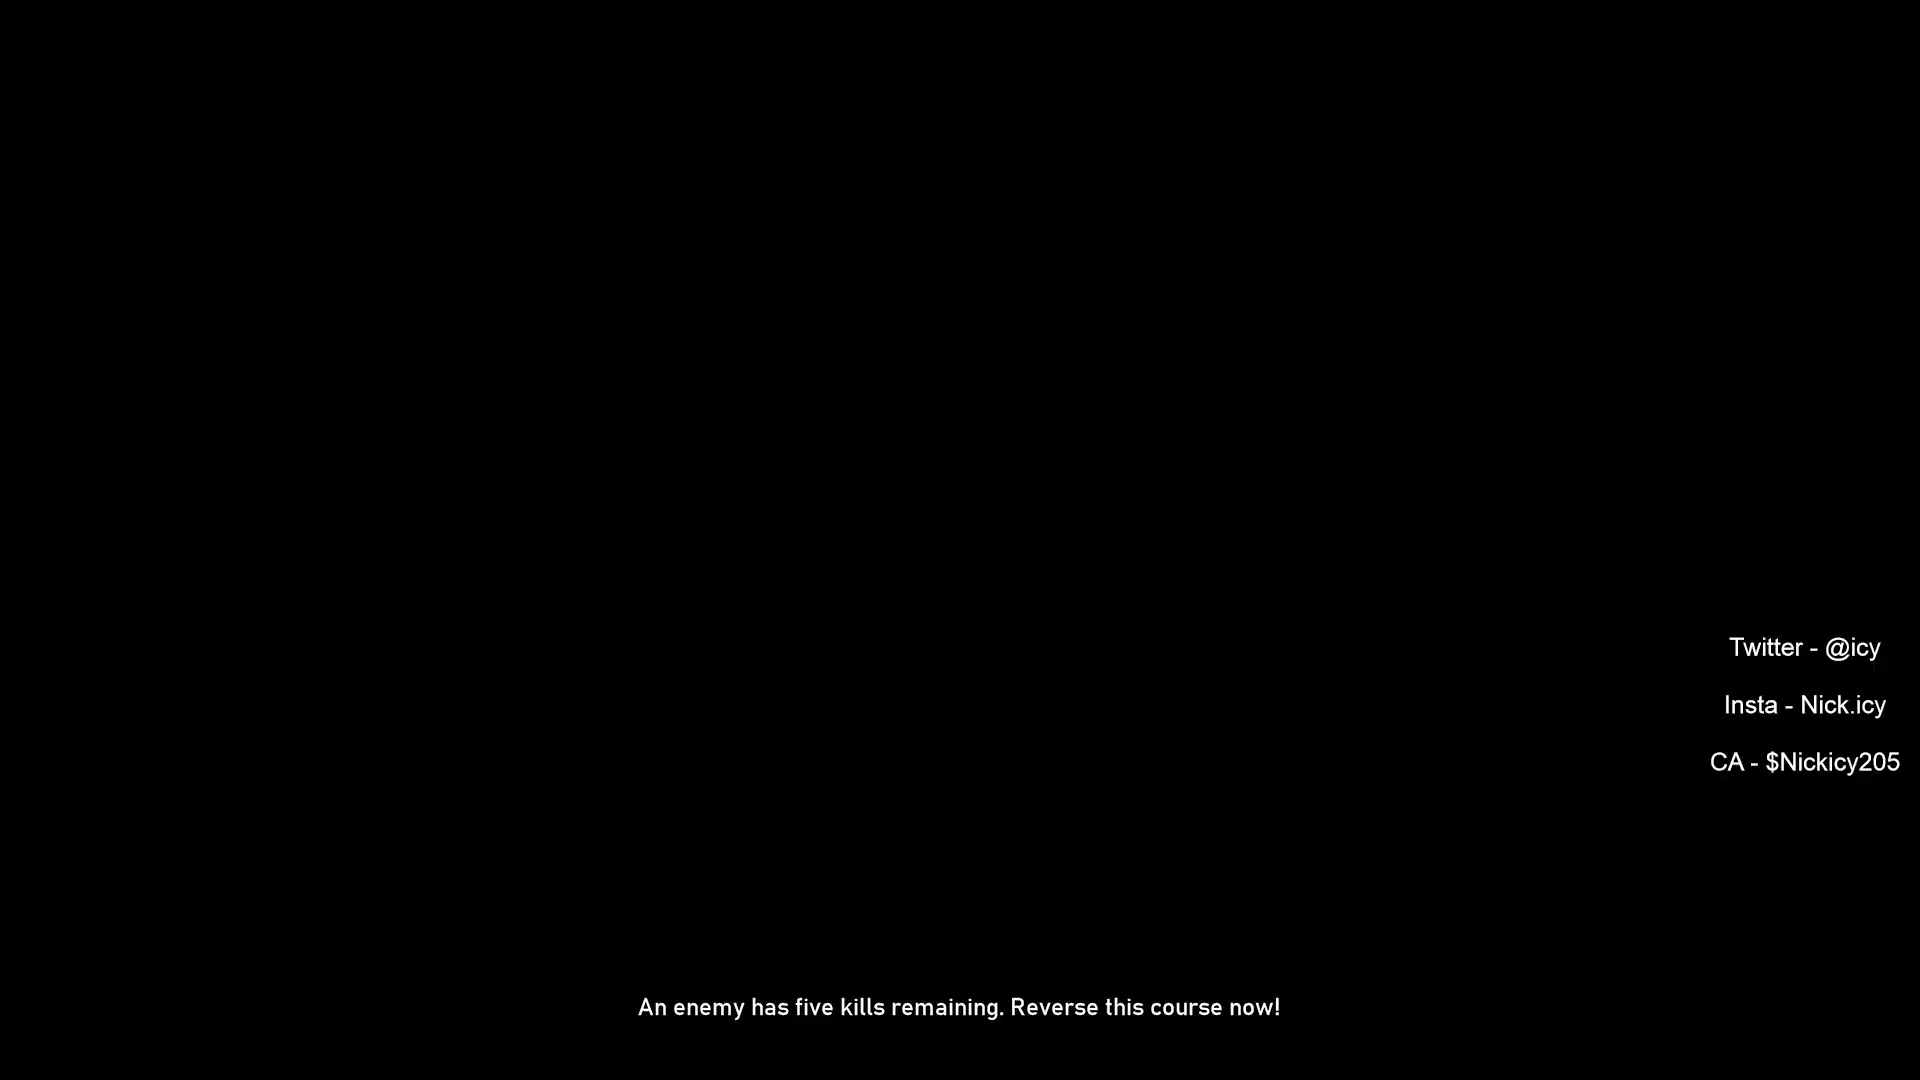 Twitter - @icy
Insta - Nick.icy
CA - $Nickicy205
An enemy has five kills remaining. Reverse this course now!